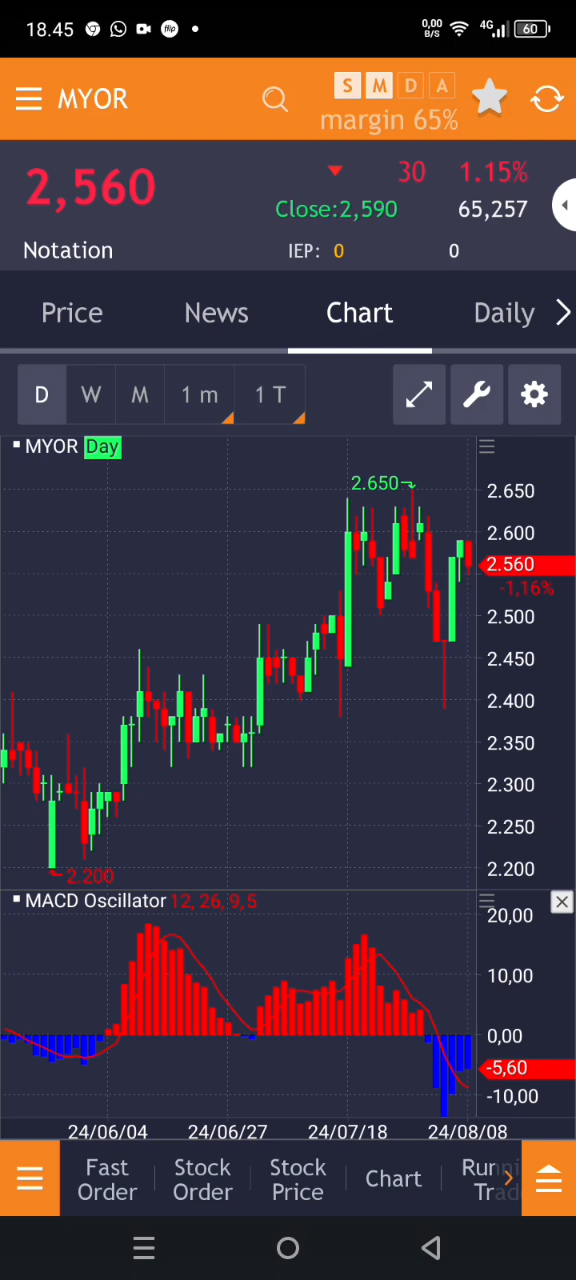 18.45 flip 0,00 B/S 4G 60
MYOR S M D A
margin 65%
2,560 30 1.15%
Close:2,590 65,257
Notation IEP: 0 0
Price News Chart Daily
D W M 1 m 1 T
MYOR Day
2.650
2.650
2.600
2.560
-1,16%
2.500
2.450
2.400
2.350
2.300
2.250
2.200
2.200
MACD Oscillator 12, 26, 9,5
20,00
10,00
0,00
-5,60
-10,00
24/06/04 24/06/27 24/07/18 24/08/08
Fast Order
Stock Order
Stock Price
Chart